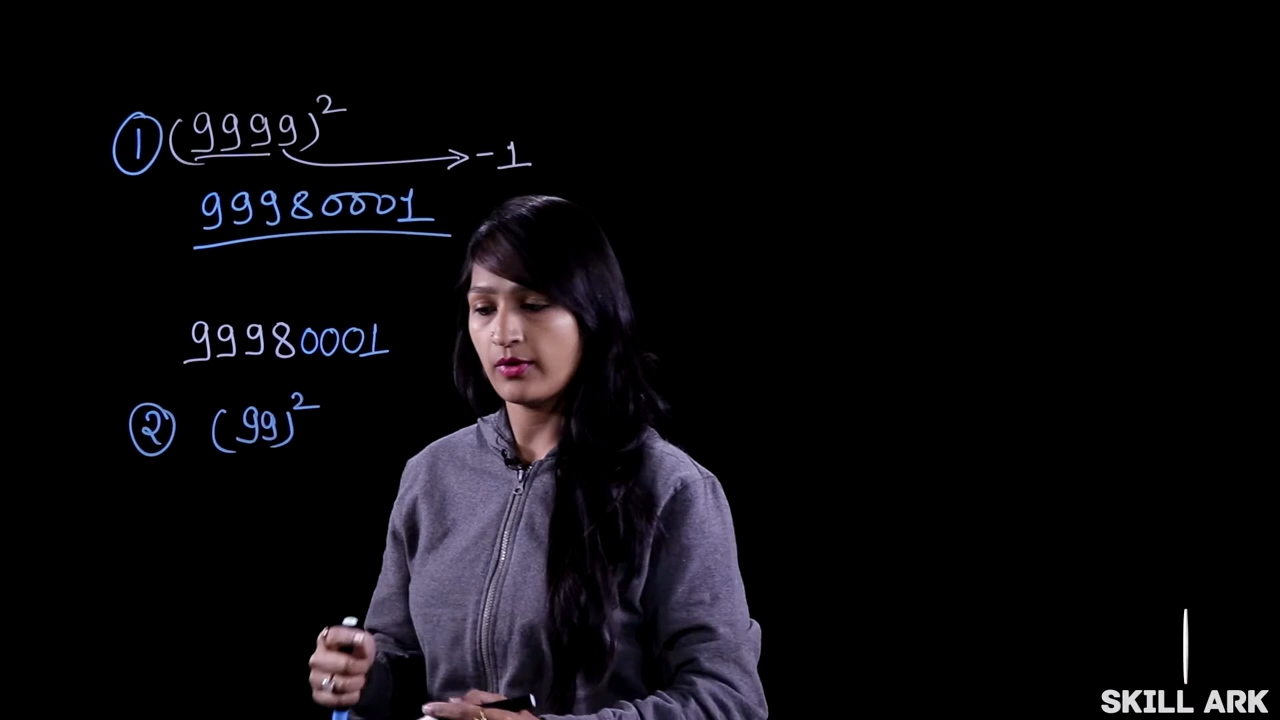 ① (9999)² → -1
99980001
99980001
② (99)²
SKILL ARK